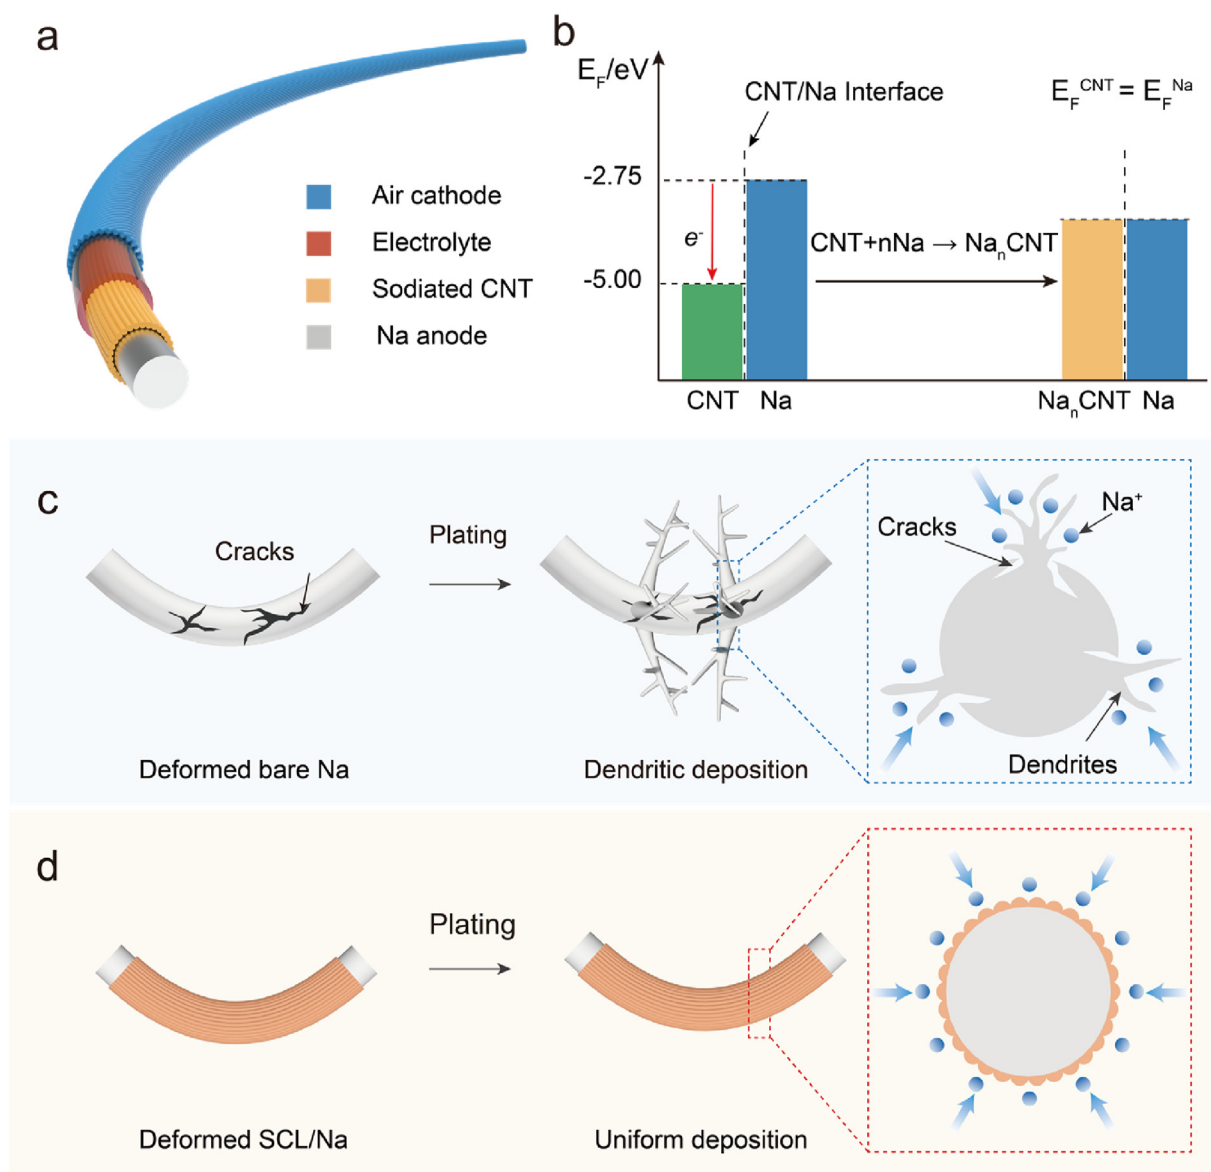 a
Air cathode
Electrolyte
Sodiated CNT
Na anode
b
E_F/eV
CNT/Na Interface
E_F^CNT = E_F^Na
-2.75
e⁻
CNT+nNa → NaₙCNT
-5.00
CNT
Na
NaₙCNT
Na
c
Cracks
Plating
Cracks
Na⁺
Dendrites
Deformed bare Na
Dendritic deposition
d
Plating
Deformed SCL/Na
Uniform deposition